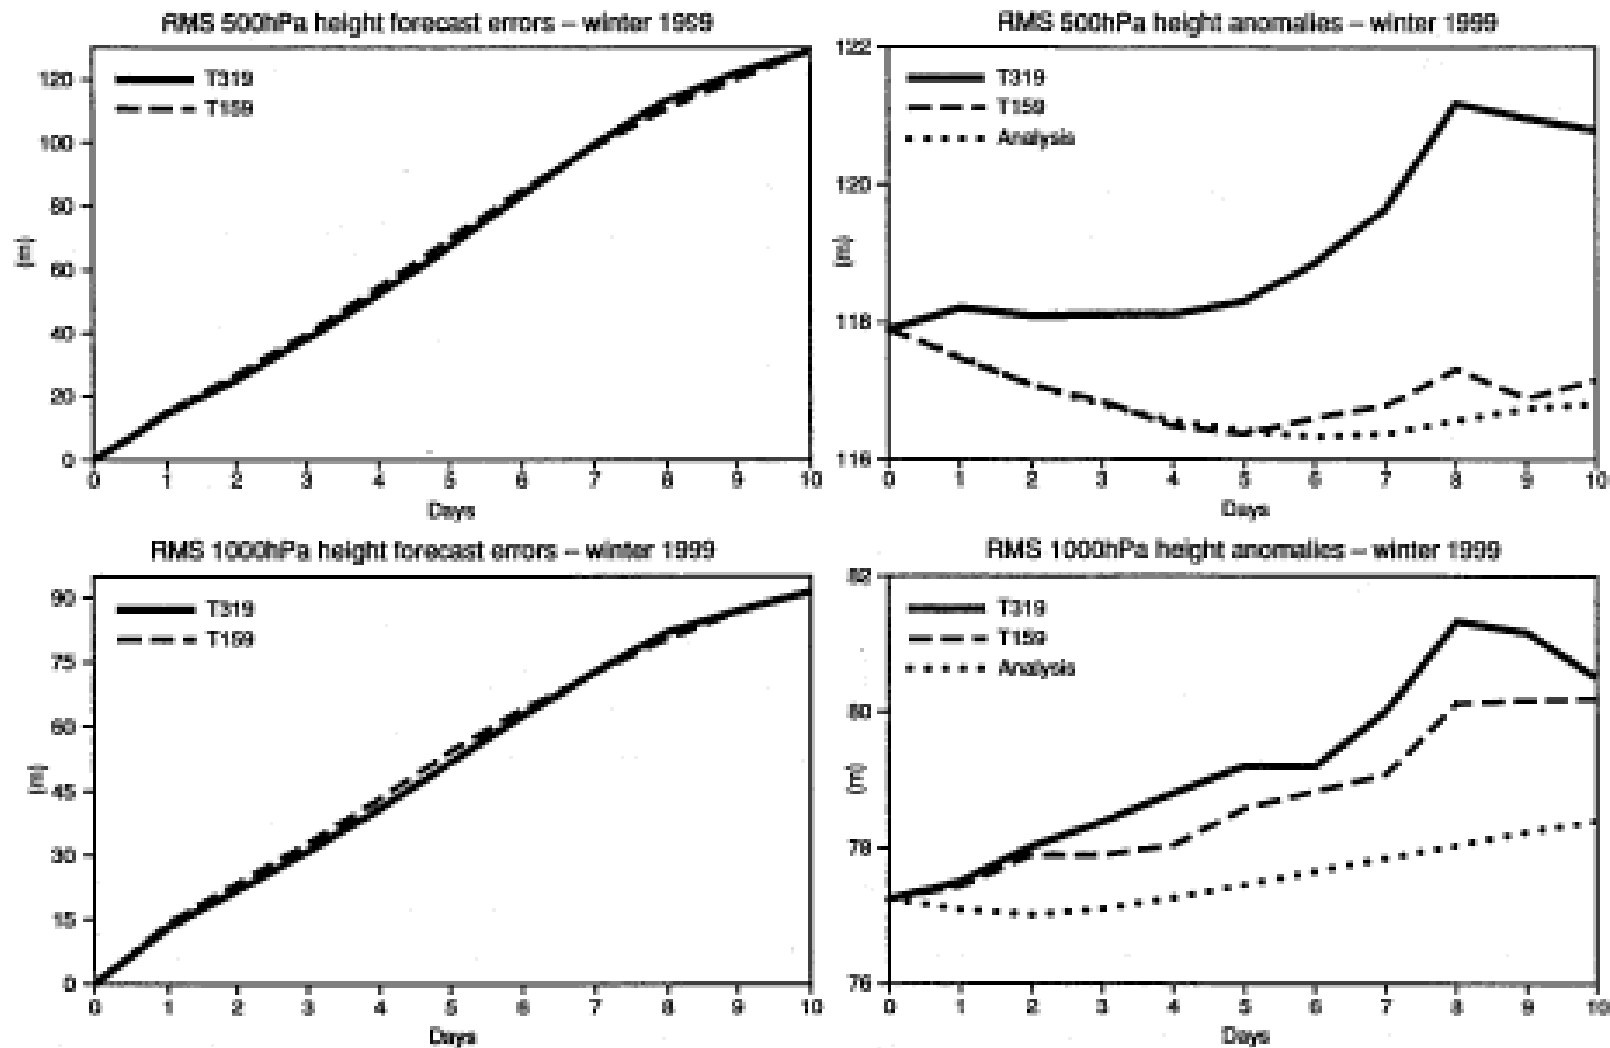 RMS 500hPa height forecast errors – winter 1999
T319
T159
120
100
80
60
40
20
0
(m)
0 1 2 3 4 5 6 7 8 9 10
Days
RMS 500hPa height anomalies – winter 1999
T319
T159
Analysis
122
120
118
116
(m)
0 1 2 3 4 5 6 7 8 9 10
Days
RMS 1000hPa height forecast errors – winter 1999
T319
T159
90
75
60
45
30
15
0
(m)
0 1 2 3 4 5 6 7 8 9 10
Days
RMS 1000hPa height anomalies – winter 1999
T319
T159
Analysis
82
80
78
76
(m)
0 1 2 3 4 5 6 7 8 9 10
Days